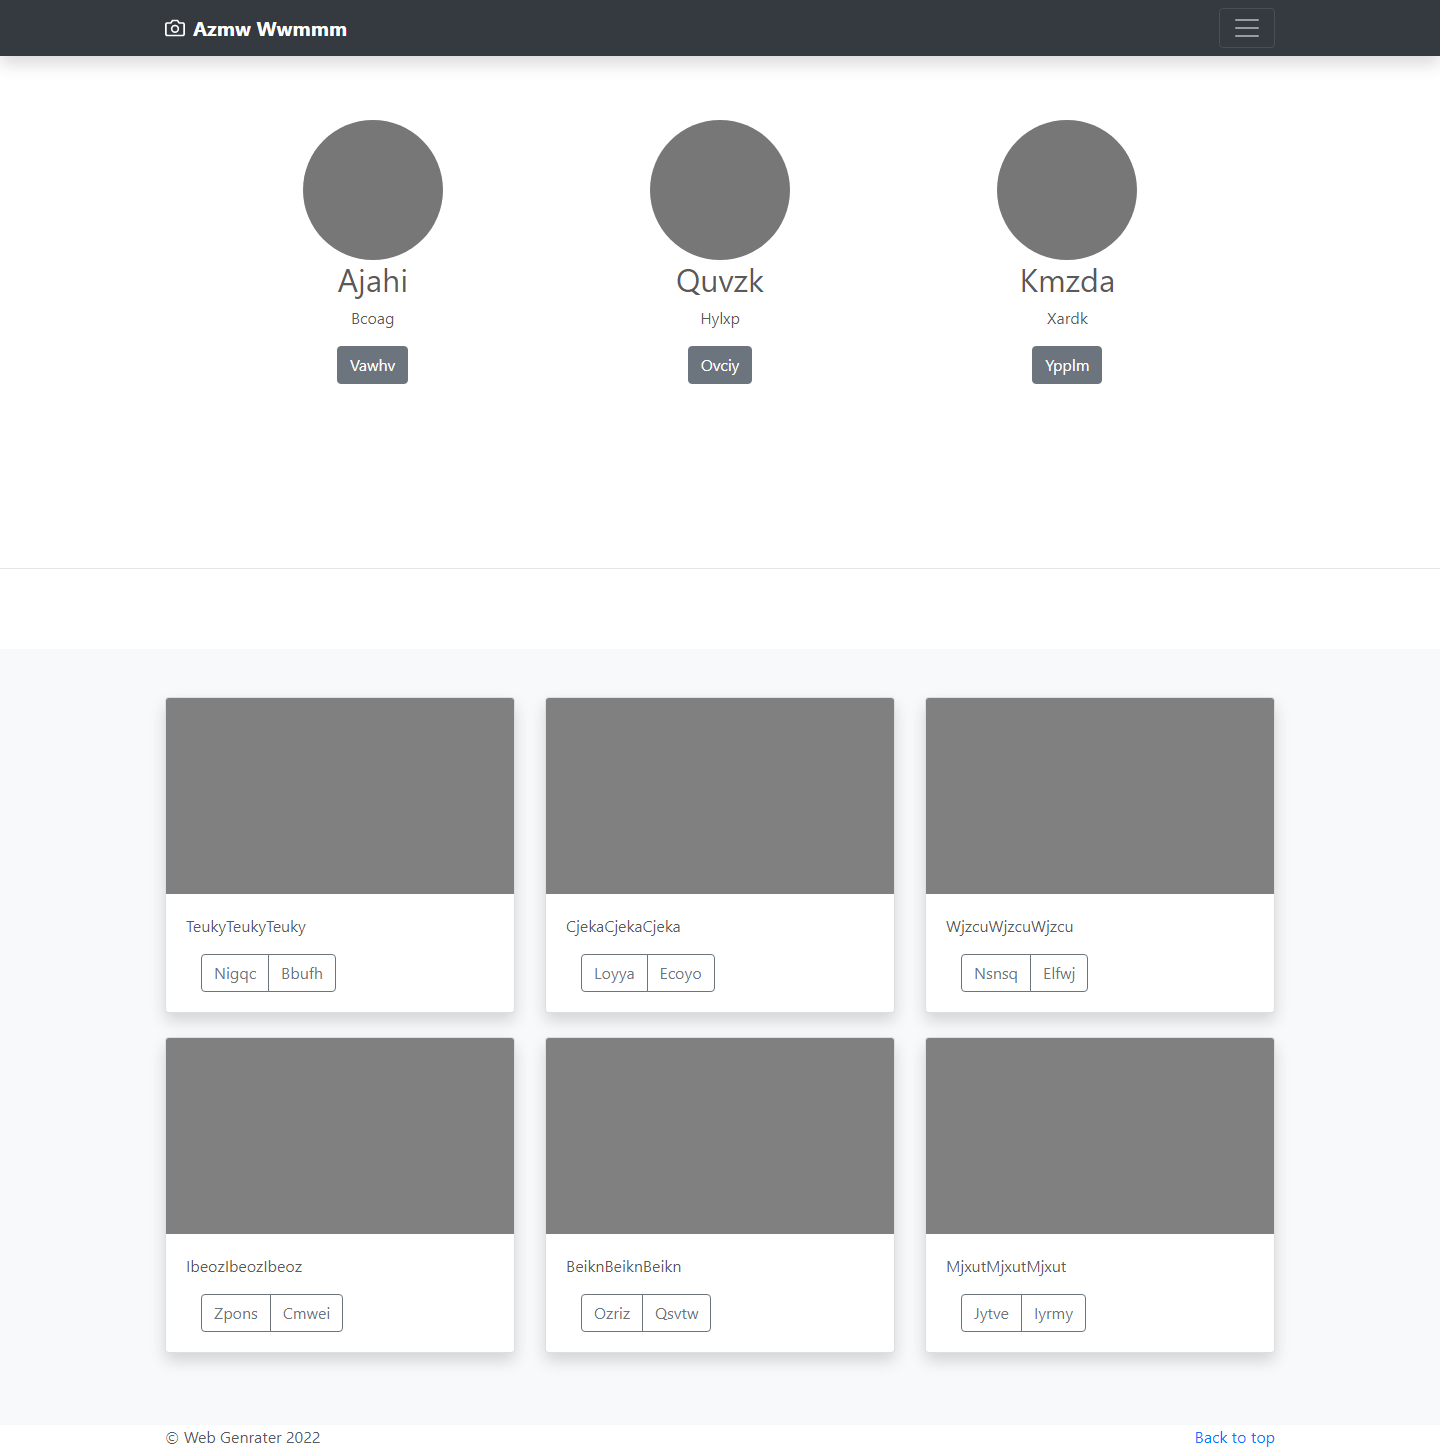 Azmw Wwmmm
Ajahi
Quvzk
Kmzda
Bcoag
Hylxp
Xardk
Vawhv
Ovciy
Ypplm
TeukyTeukyTeuky
CjekaCjekaCjeka
WjzcuWjzcuWjzcu
Nigqc Bbufh
Loyya Ecoyo
Nsnsq Elfwj
IbeozIbeozIbeoz
BeiknBeiknBeikn
MjxutMjxutMjxut
Zpons Cmwei
Ozriz Qsvtw
Jytve Iyrmy
© Web Genrater 2022
Back to top